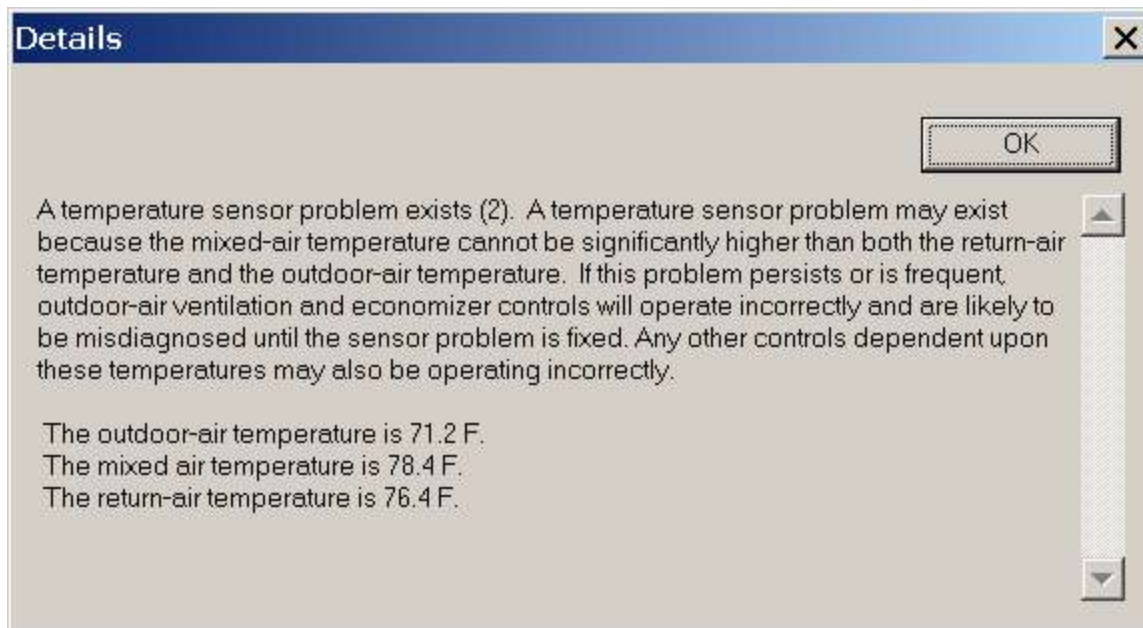 Details
OK
A temperature sensor problem exists (2).  A temperature sensor problem may exist
because the mixed-air temperature cannot be significantly higher than both the return-air
temperature and the outdoor-air temperature.  If this problem persists or is frequent,
outdoor-air ventilation and economizer controls will operate incorrectly and are likely to
be misdiagnosed until the sensor problem is fixed. Any other controls dependent upon
these temperatures may also be operating incorrectly.
The outdoor-air temperature is 71.2 F.
The mixed air temperature is 78.4 F.
The return-air temperature is 76.4 F.